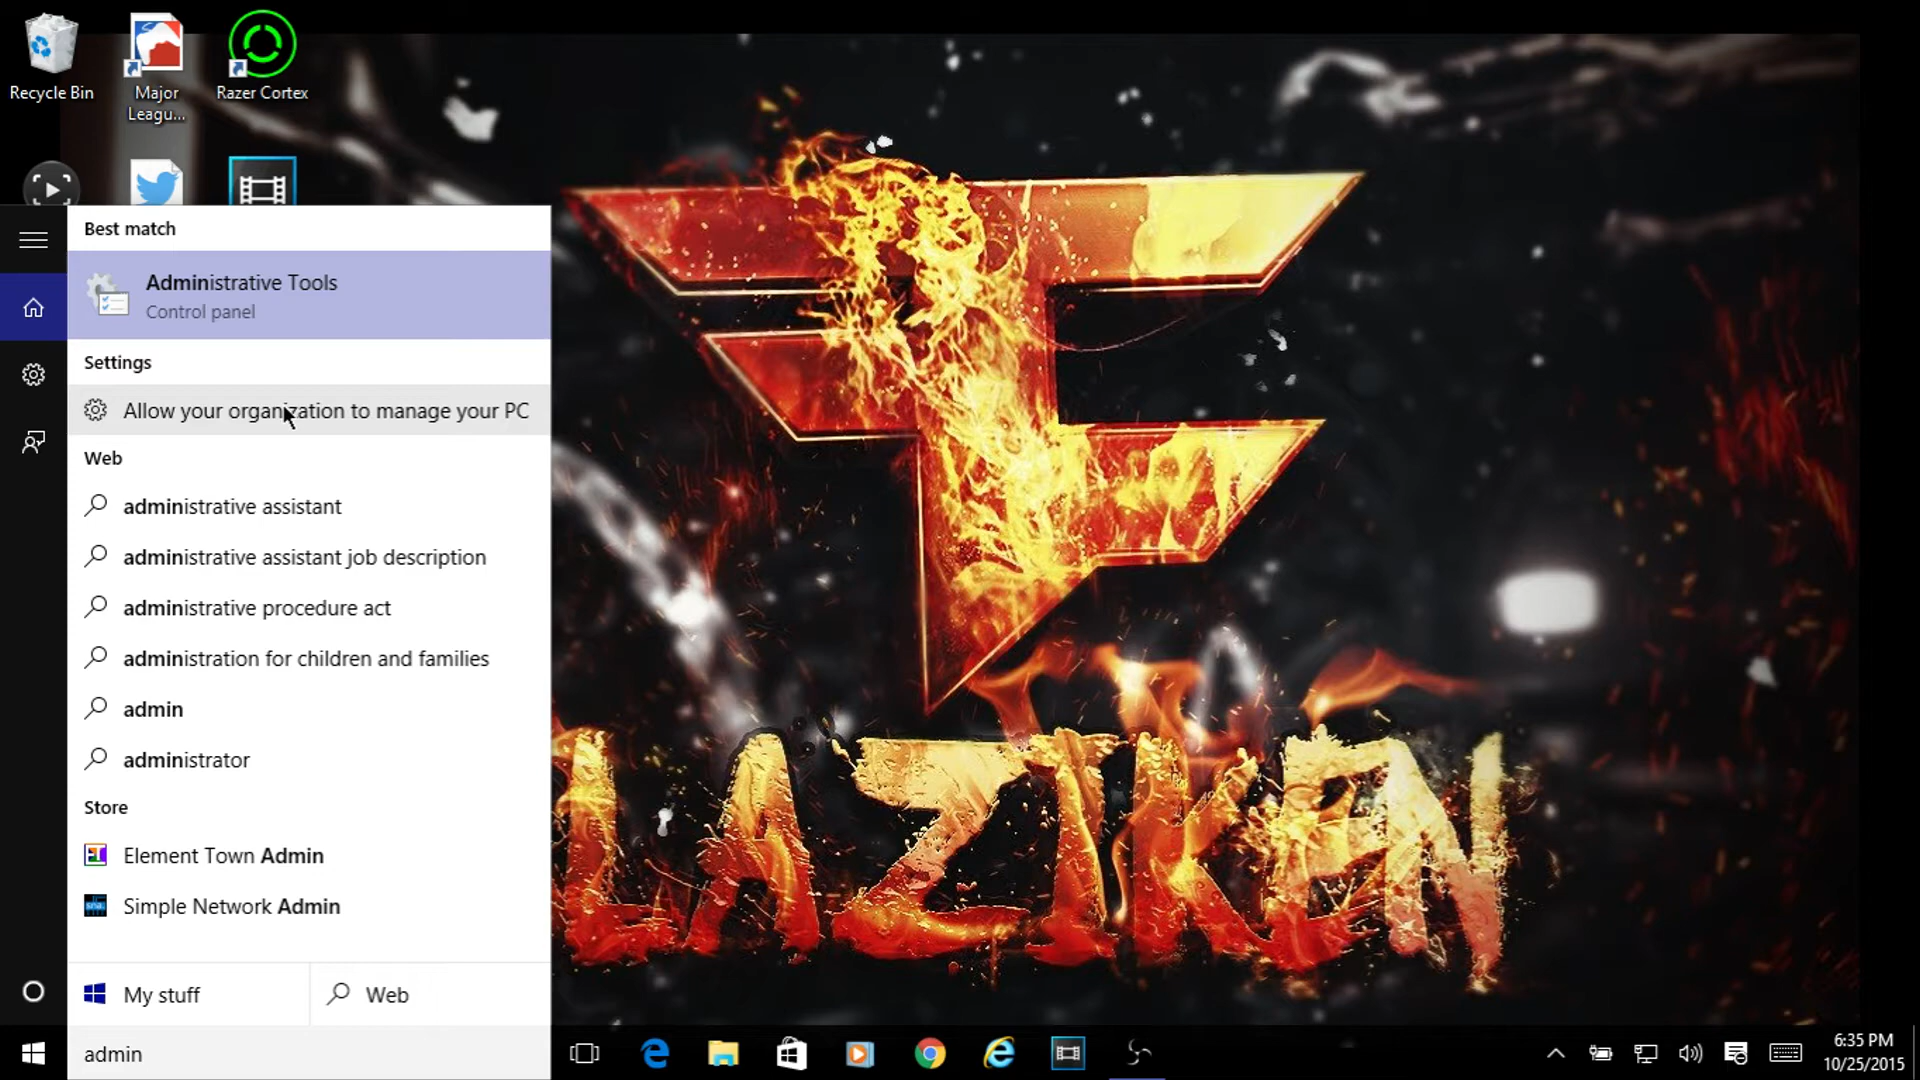 Recycle Bin
Major
Leagu...
Razer Cortex
Best match
Administrative Tools
Control panel
Settings
Allow your organization to manage your PC
Web
administrative assistant
administrative assistant job description
administrative procedure act
administration for children and families
admin
administrator
Store
Element Town Admin
Simple Network Admin
My stuff
Web
admin
LAZIKEN
6:35 PM
10/25/2015